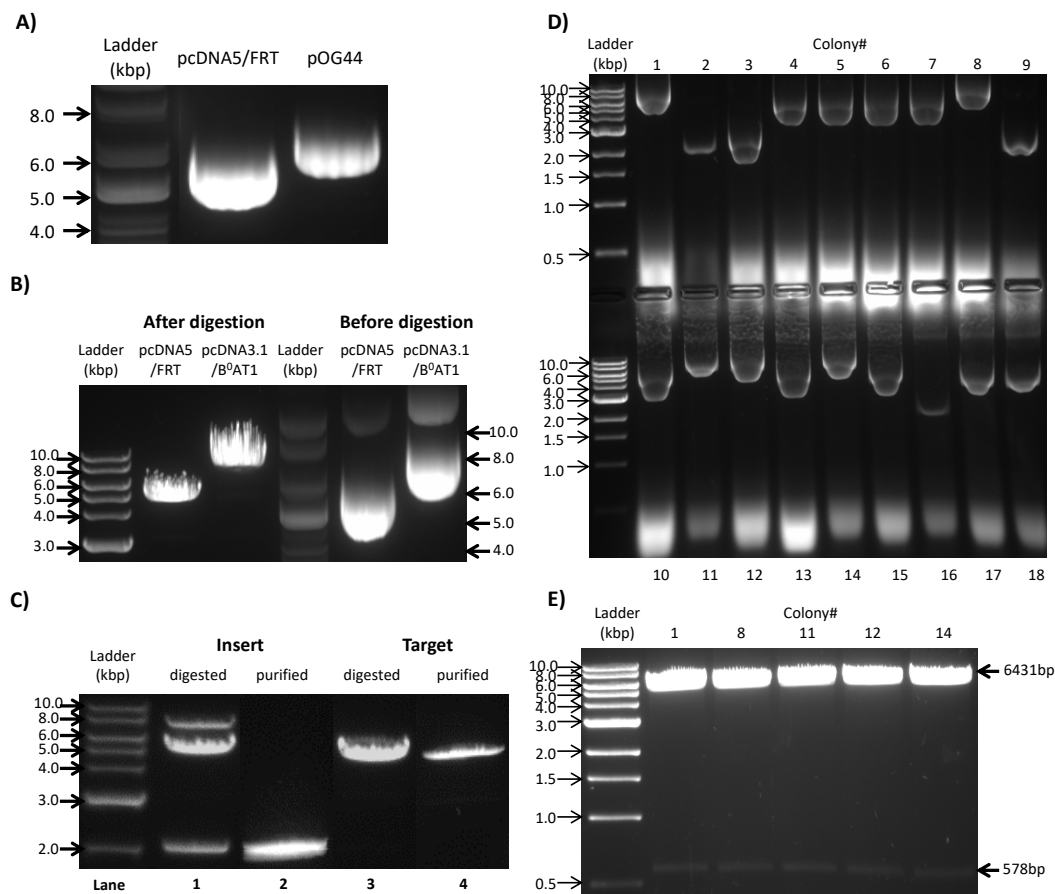 A)
Ladder
(kbp)
pcDNA5/FRT
pOG44
8.0
6.0
5.0
4.0
B)
After digestion
Before digestion
Ladder
(kbp)
pcDNA5
/FRT
pcDNA3.1
/B⁰AT1
Ladder
(kbp)
pcDNA5
/FRT
pcDNA3.1
/B⁰AT1
10.0
8.0
6.0
5.0
4.0
3.0
10.0
8.0
6.0
5.0
4.0
C)
Insert
Target
Ladder
(kbp)
digested
purified
digested
purified
10.0
8.0
6.0
5.0
4.0
3.0
2.0
Lane 1 2 3 4
D)
Ladder
(kbp)
Colony#
1 2 3 4 5 6 7 8 9
10.0
8.0
6.0
5.0
4.0
3.0
2.0
1.5
1.0
0.5
10.0
6.0
4.0
3.0
2.0
1.5
1.0
10 11 12 13 14 15 16 17 18
E)
Ladder
(kbp)
Colony#
1 8 11 12 14
10.0
8.0
6.0
5.0
4.0
3.0
2.0
1.5
1.0
0.5
6431bp
578bp